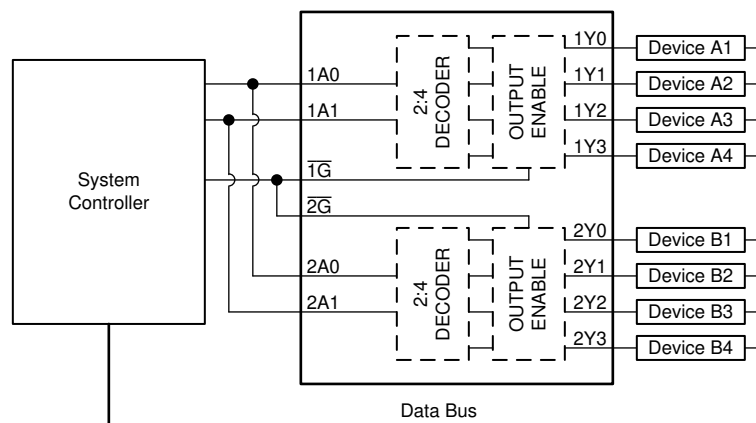 System
Controller
1A0
1A1
1G
2G
2A0
2A1
2:4
DECODER
OUTPUT
ENABLE
2:4
DECODER
OUTPUT
ENABLE
1Y0
1Y1
1Y2
1Y3
2Y0
2Y1
2Y2
2Y3
Device A1
Device A2
Device A3
Device A4
Device B1
Device B2
Device B3
Device B4
Data Bus